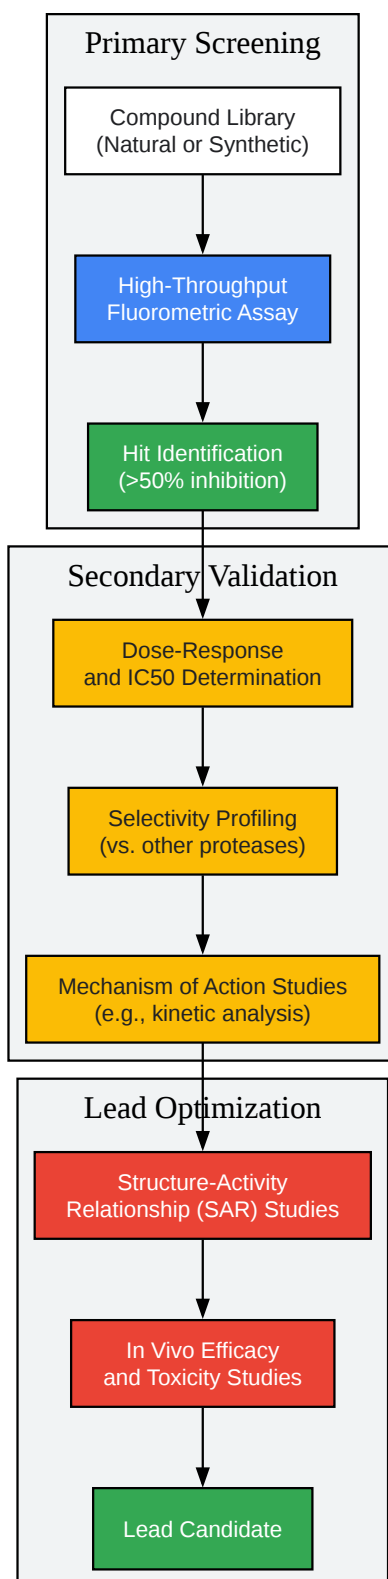 Primary Screening
Compound Library
(Natural or Synthetic)
High-Throughput
Fluorometric Assay
Hit Identification
(>50% inhibition)
Secondary Validation
Dose-Response
and IC50 Determination
Selectivity Profiling
(vs. other proteases)
Mechanism of Action Studies
(e.g., kinetic analysis)
Lead Optimization
Structure-Activity
Relationship (SAR) Studies
In Vivo Efficacy
and Toxicity Studies
Lead Candidate